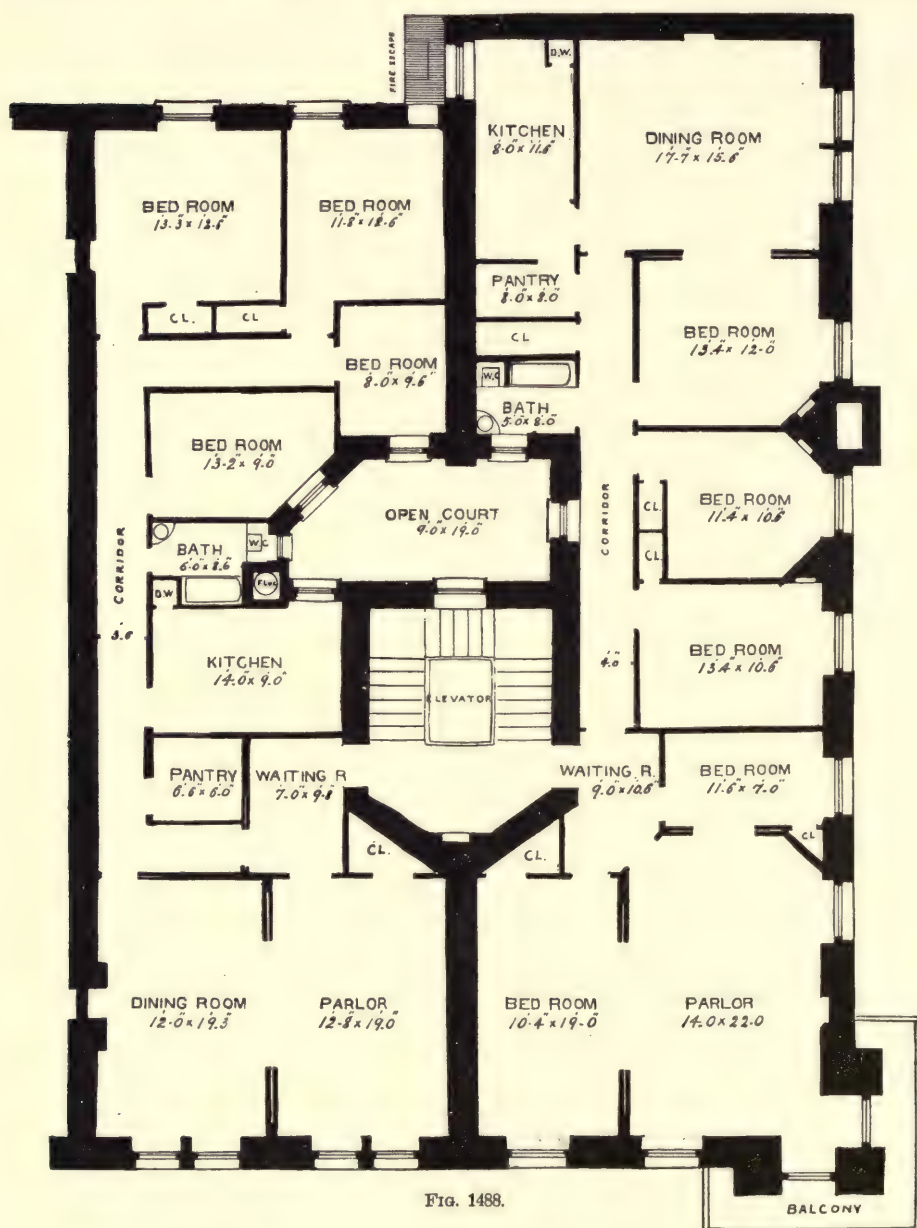 FIRE ESCAPE
D.W.
KITCHEN
8.0" x 11.6"
DINING ROOM
17.7" x 15.6"
BED ROOM
13.3" x 12.6"
BED ROOM
11.8" x 12.6"
PANTRY
8.0" x 8.0"
CL.
CL
CL
BED ROOM
13.4" x 12.0"
BED ROOM
8.0" x 9.6"
W.C
BATH
5.0" x 8.0"
BED ROOM
13.2" x 9.0"
BED ROOM
11.4" x 10.6"
CL.
CL.
OPEN COURT
9.0" x 19.0"
CORRIDOR
CORRIDOR
BATH
6.0" x 8.6"
W.C
D.W
Flue
3.6"
4.0"
KITCHEN
14.0" x 9.0"
ELEVATOR
BED ROOM
13.4" x 10.6"
PANTRY
6.6" x 6.0"
WAITING R
7.0" x 9.8"
WAITING. R.
9.0" x 10.6"
BED ROOM
11.6" x 7.0"
CL
CL.
CL.
DINING ROOM
12.0" x 19.3"
PARLOR
12.8" x 19.0"
BED ROOM
10.4" x 19.0"
PARLOR
14.0 x 22.0
BALCONY
FIG. 1488.